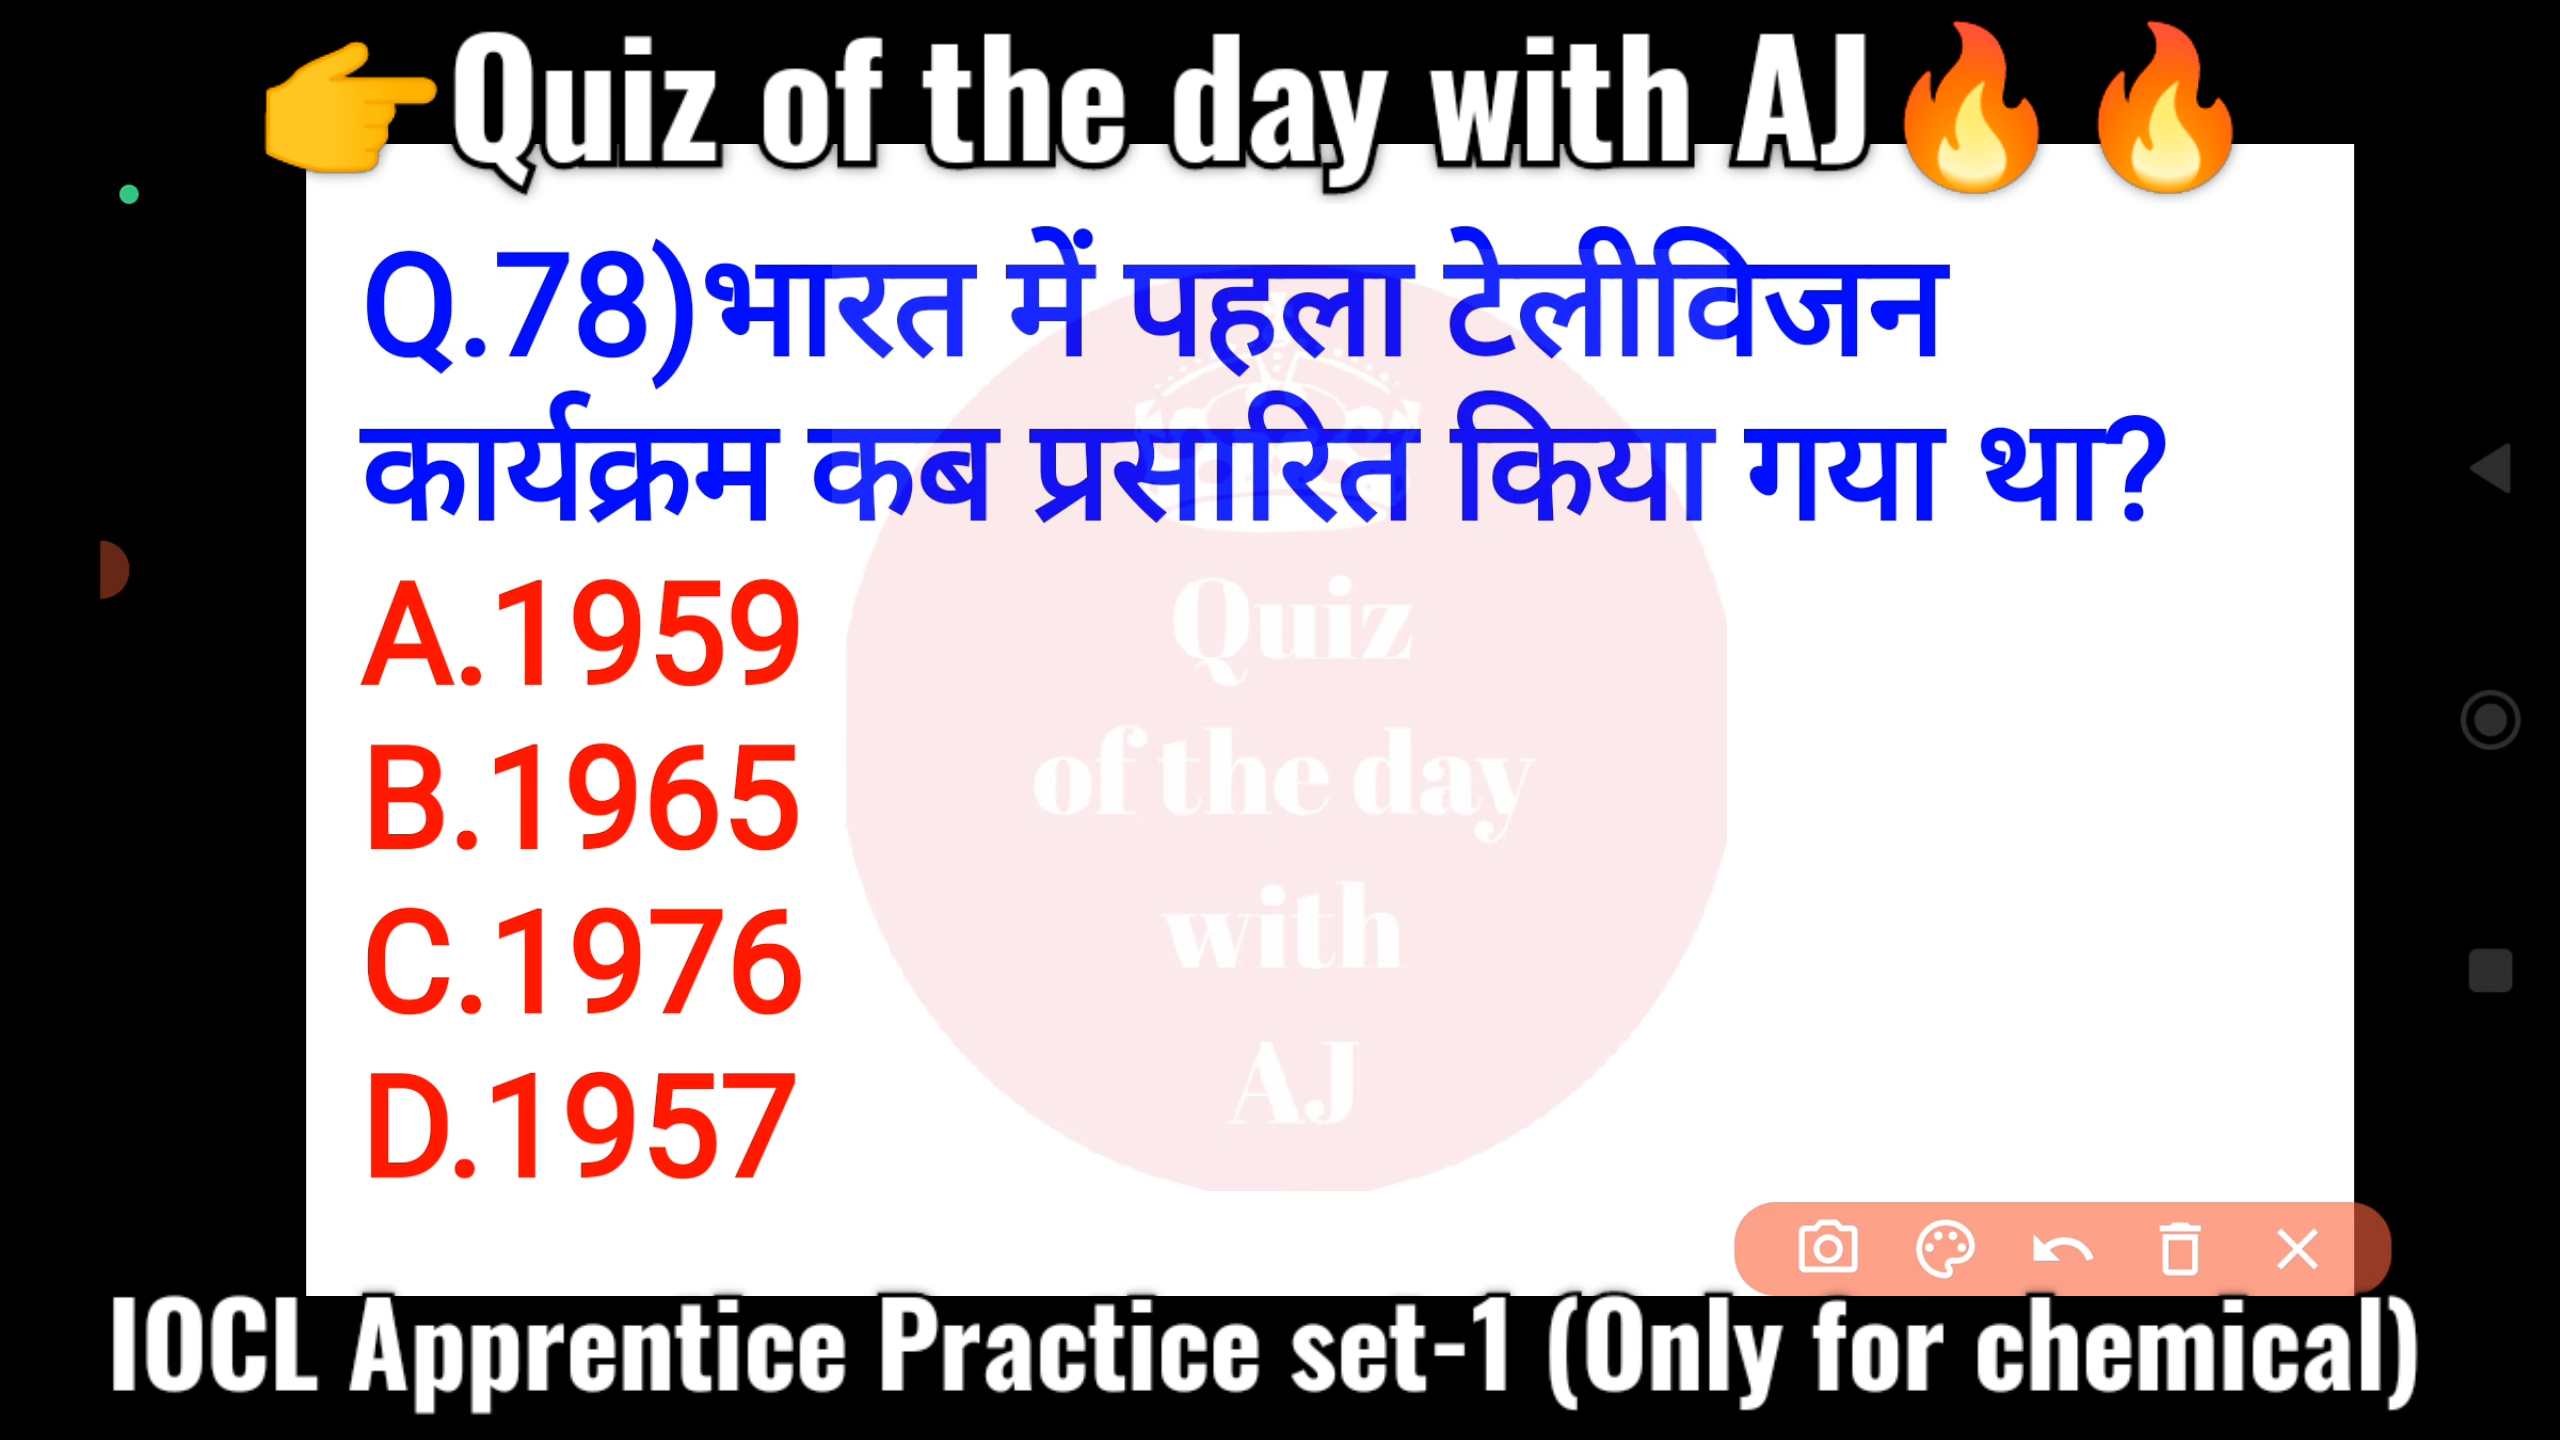 👉Quiz of the day with AJ🔥🔥
Q.78)भारत में पहला टेलीविजन
कार्यक्रम कब प्रसारित किया गया था?
A.1959
B.1965
C.1976
D.1957
Quiz
of the day
with
AJ
IOCL Apprentice Practice set-1 (Only for chemical)